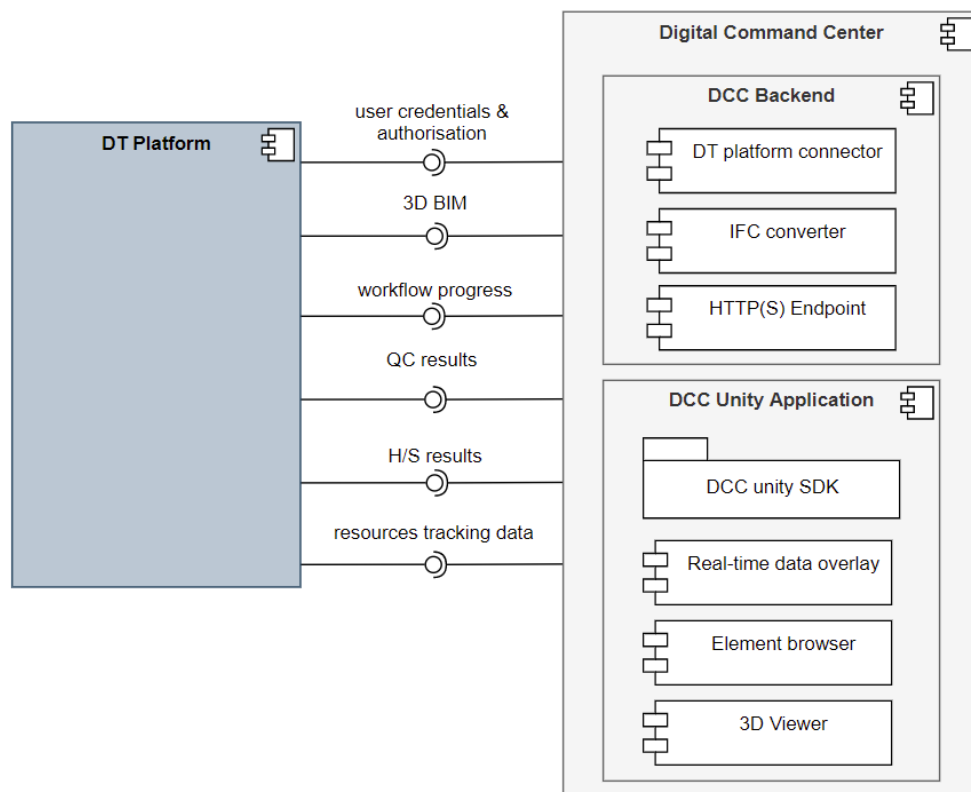 Digital Command Center
DCC Backend
DT platform connector
IFC converter
HTTP(S) Endpoint
DCC Unity Application
DCC unity SDK
Real-time data overlay
Element browser
3D Viewer
DT Platform
user credentials &
authorisation
3D BIM
workflow progress
QC results
H/S results
resources tracking data